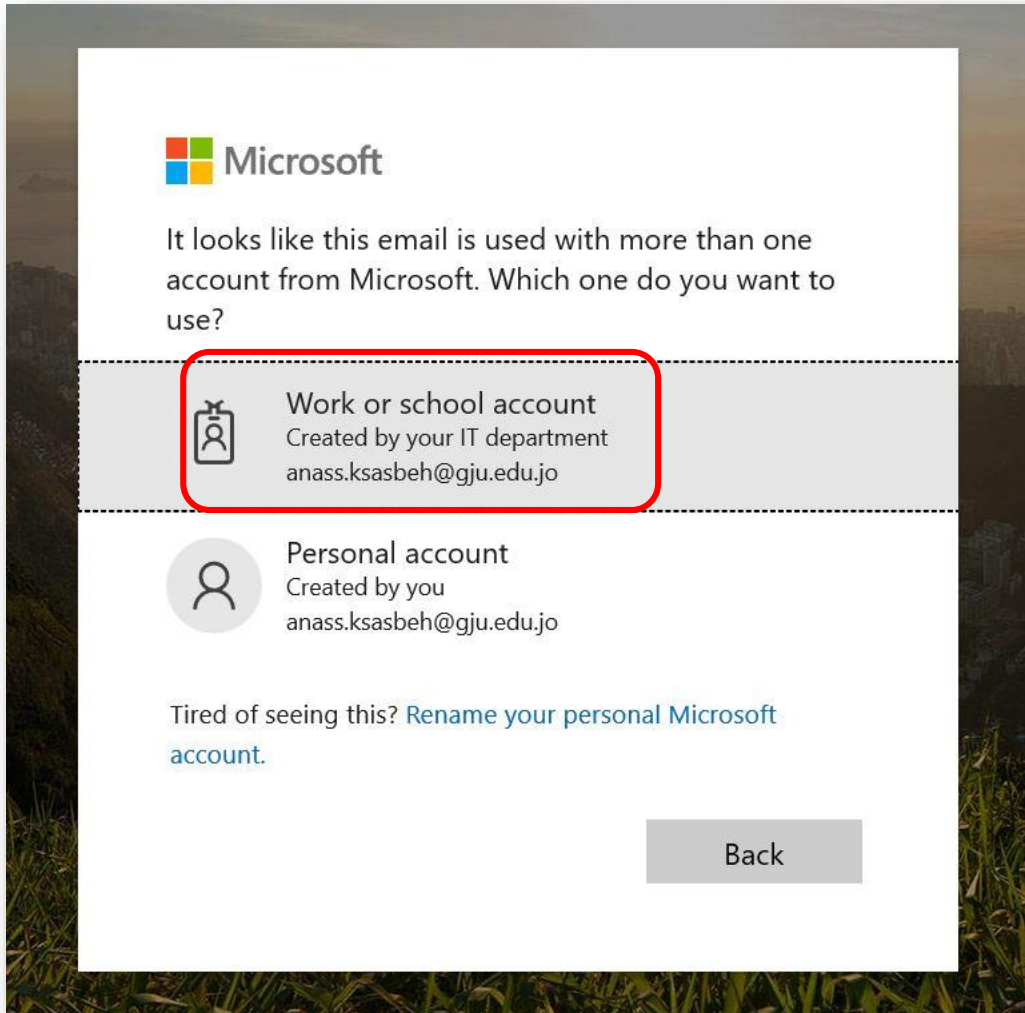 Microsoft
It looks like this email is used with more than one
account from Microsoft. Which one do you want to
use?
Work or school account
Created by your IT department
anass.ksasbeh@gju.edu.jo
Personal account
Created by you
anass.ksasbeh@gju.edu.jo
Tired of seeing this? Rename your personal Microsoft
account.
Back